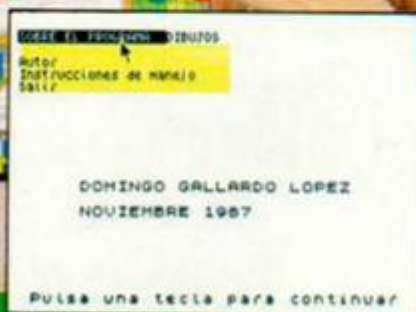 SOBRE EL PROGRAMA DIBUJOS
Autor
Instrucciones de manejo
Salir
DOMINGO GALLARDO LOPEZ
NOVIEMBRE 1987
Pulsa una tecla para continuar